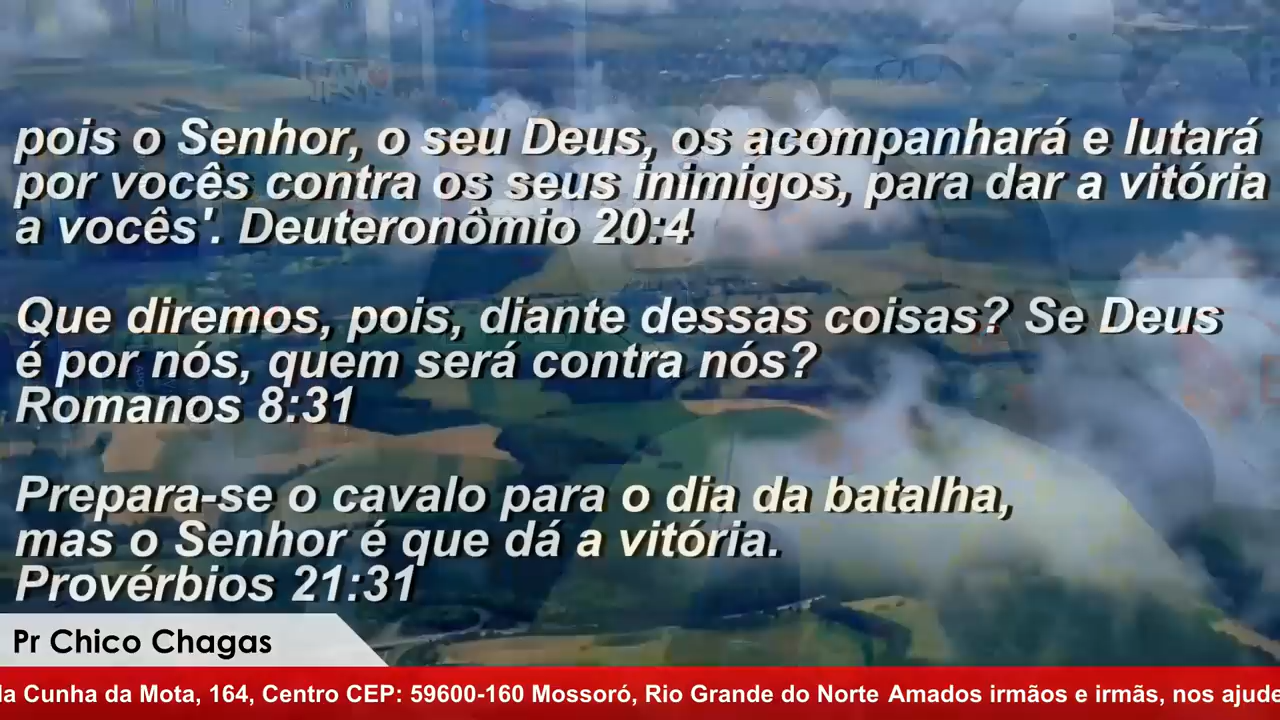 pois o Senhor, o seu Deus, os acompanhará e lutará
por vocês contra os seus inimigos, para dar a vitória
a vocês'. Deuteronômio 20:4
Que diremos, pois, diante dessas coisas? Se Deus
é por nós, quem será contra nós?
Romanos 8:31
Prepara-se o cavalo para o dia da batalha,
mas o Senhor é que dá a vitória.
Provérbios 21:31
Pr Chico Chagas
Cunha da Mota, 164, Centro CEP: 59600-160 Mossoró, Rio Grande do Norte Amados irmãos e irmãs, nos